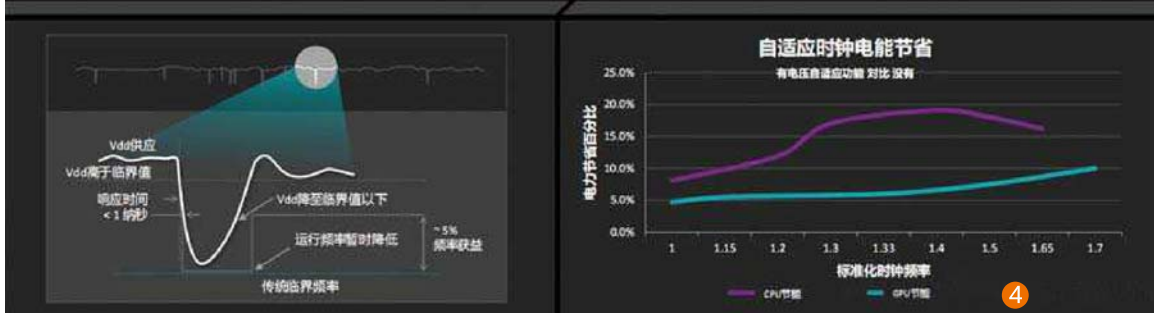 Vdd供应
Vdd高于临界值
响应时间
< 1 纳秒
Vdd降至临界值以下
运行频率暂时降低
~5%
频率获益
传统临界频率
自适应时钟电能节省
有电压自适应功能 对比 没有
电力节省百分比
25.0%
20.0%
15.0%
10.0%
5.0%
0.0%
1 1.15 1.2 1.3 1.33 1.4 1.5 1.65 1.7
标准化时钟频率
CPU节能 GPU节能
4